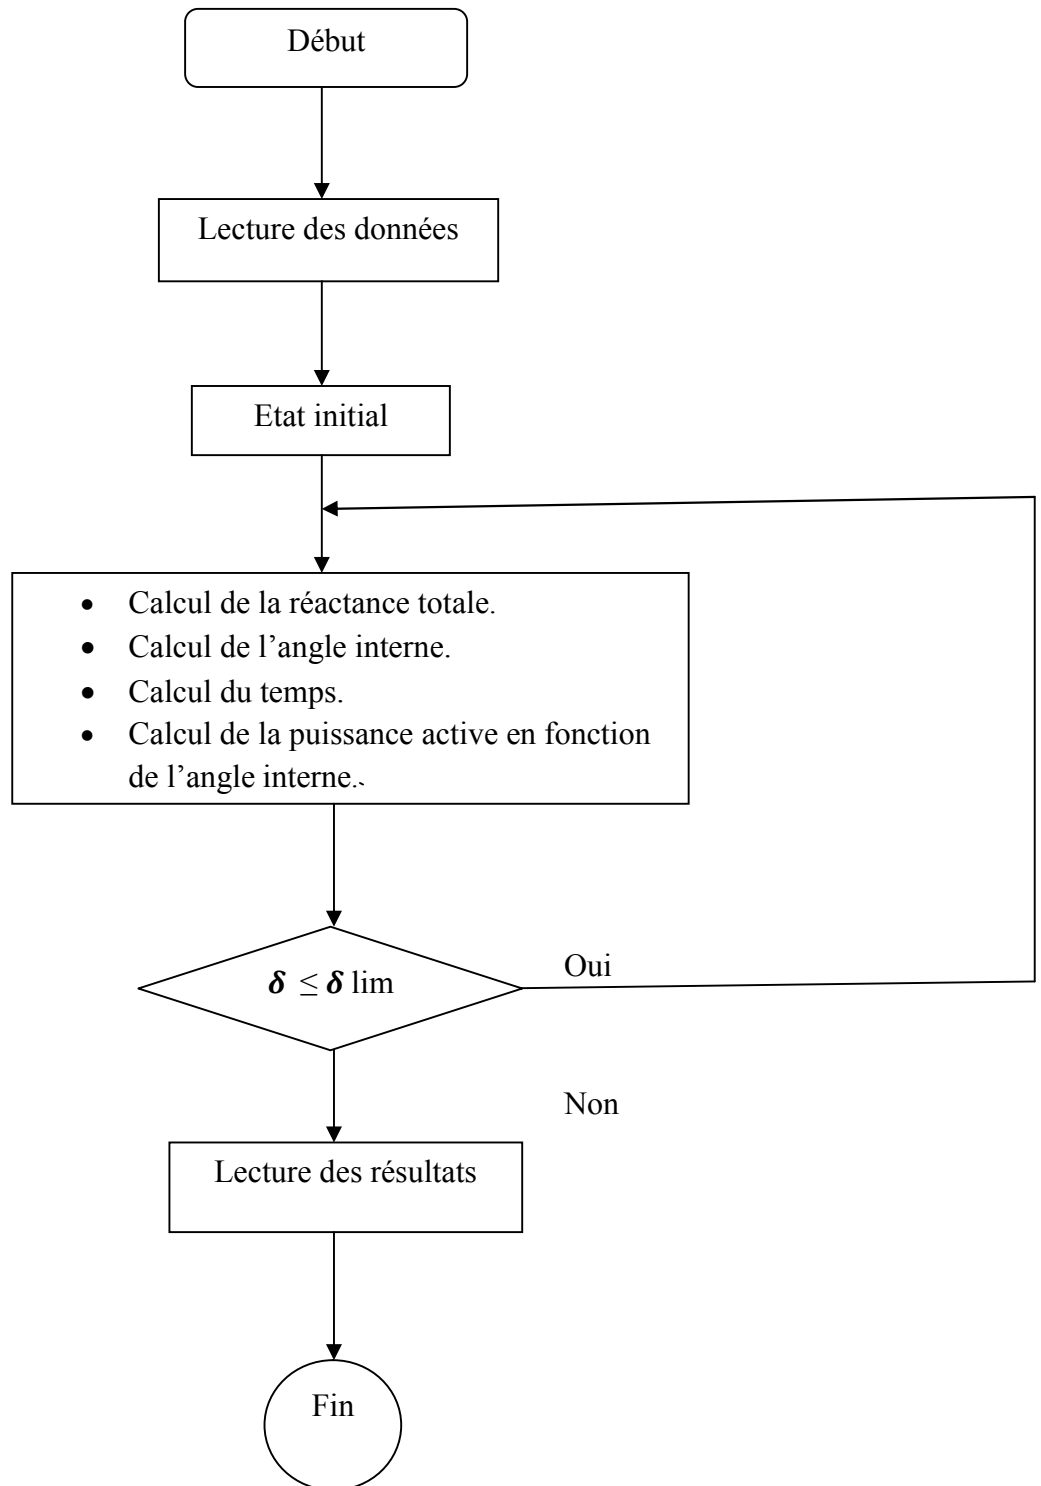 Début
Lecture des données
Etat initial
• Calcul de la réactance totale.
• Calcul de l’angle interne.
• Calcul du temps.
• Calcul de la puissance active en fonction
de l’angle interne.、
δ ≤ δ lim
Oui
Non
Lecture des résultats
Fin